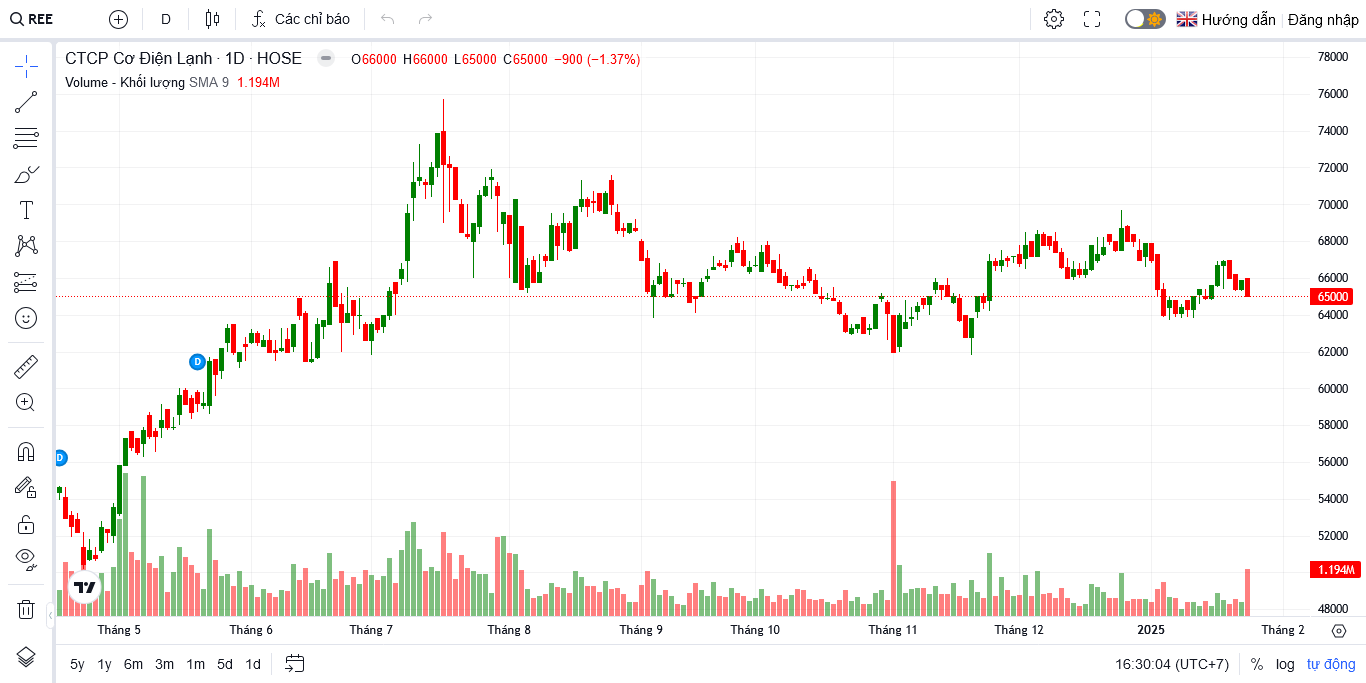 REE D Các chỉ báo Hướng dẫn Đăng nhập
CTCP Cơ Điện Lạnh · 1D · HOSE O66000 H66000 L65000 C65000 −900 (−1.37%)
Volume - Khối lượng SMA 9 1.194M
78000
76000
74000
72000
70000
68000
66000
65000
64000
62000
60000
58000
56000
54000
52000
1.194M
48000
D
D
Tháng 5 Tháng 6 Tháng 7 Tháng 8 Tháng 9 Tháng 10 Tháng 11 Tháng 12 2025 Tháng 2
5y 1y 6m 3m 1m 5d 1d 16:30:04 (UTC+7) % log tự động